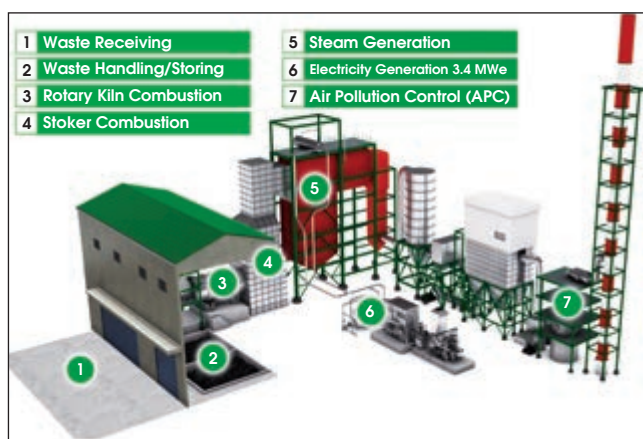 1 Waste Receiving
2 Waste Handling/Storing
3 Rotary Kiln Combustion
4 Stoker Combustion
5 Steam Generation
6 Electricity Generation 3.4 MWe
7 Air Pollution Control (APC)
5
4
3
7
6
2
1